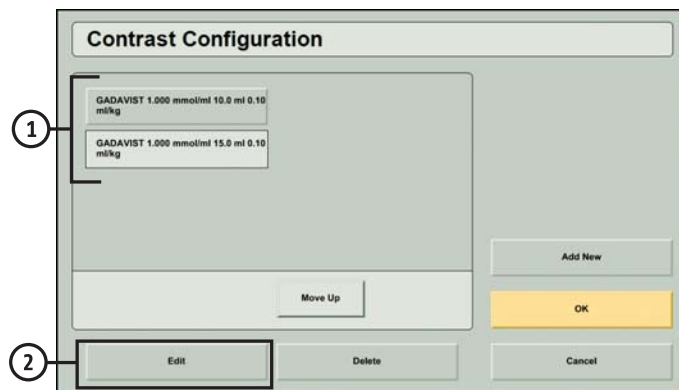 Contrast Configuration
1
GADAVIST 1.000 mmol/ml 10.0 ml 0.10
ml/kg
GADAVIST 1.000 mmol/ml 15.0 ml 0.10
ml/kg
Add New
Move Up
OK
2
Edit
Delete
Cancel